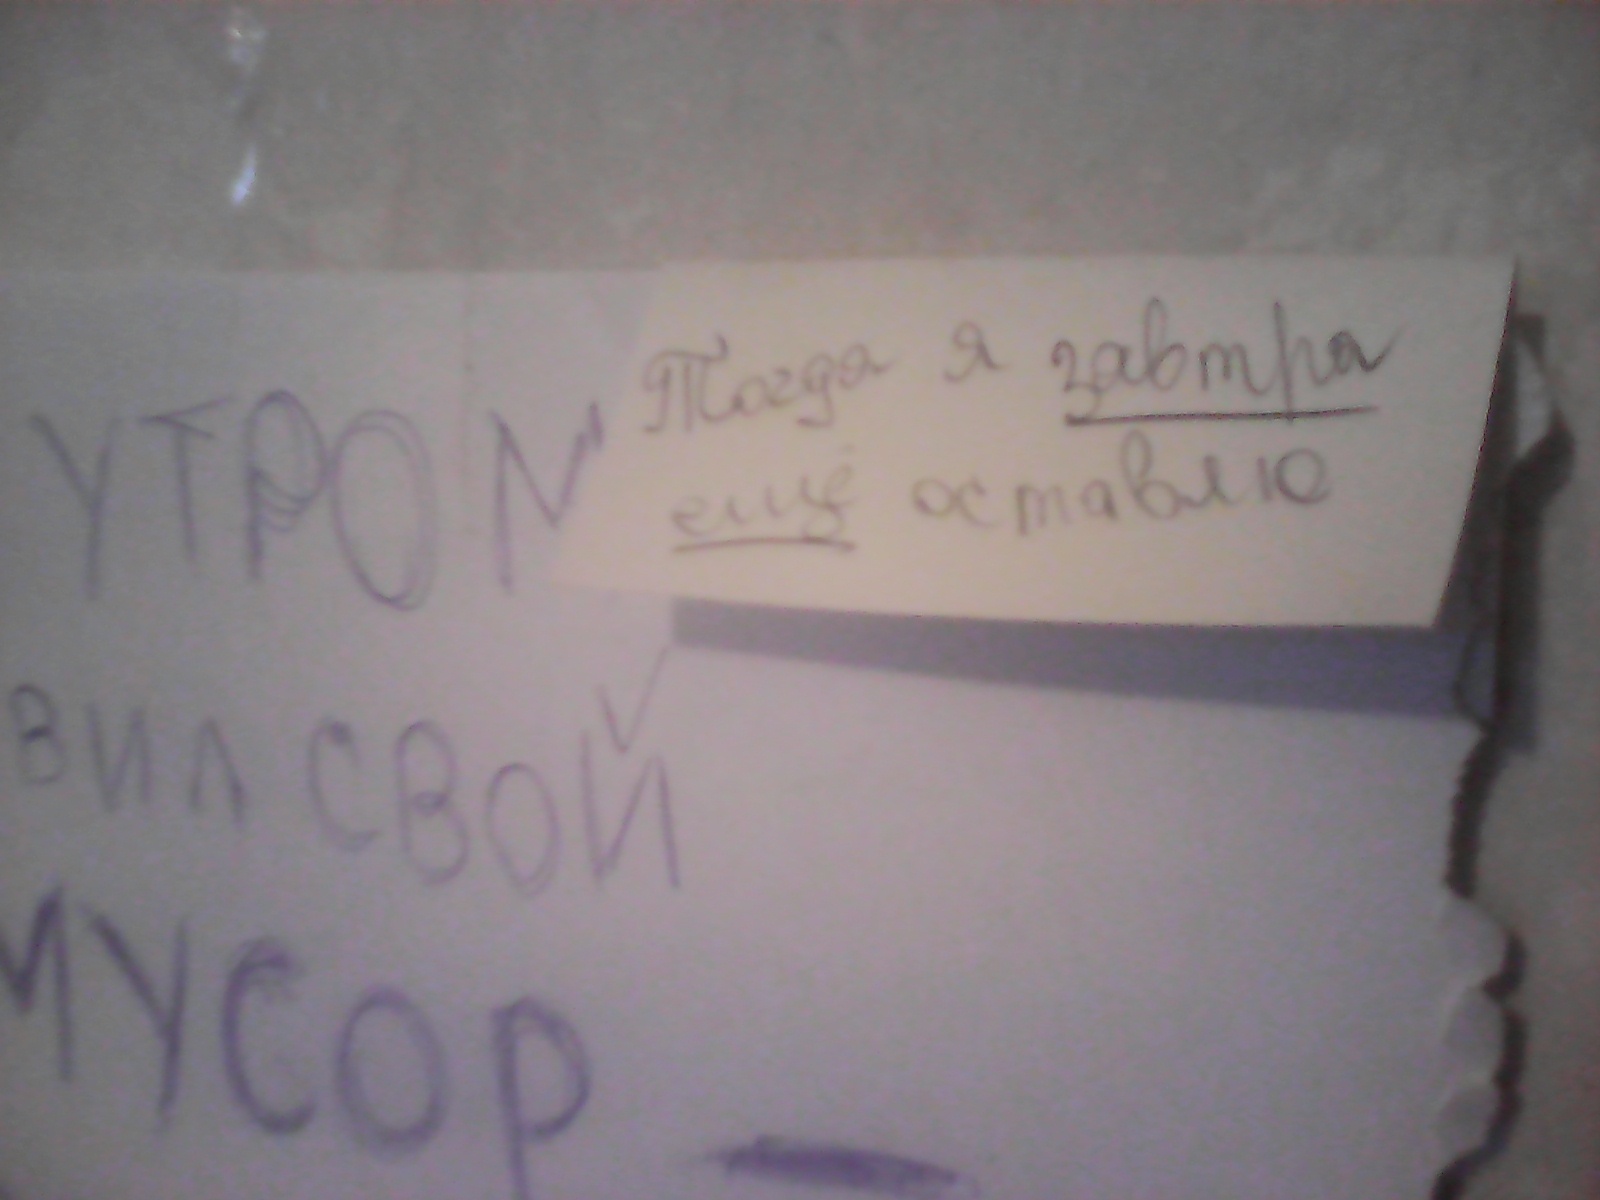 Тогда я завтра
ещё оставлю
УТРОМ
ВИЛ СВОЙ
МУСОР